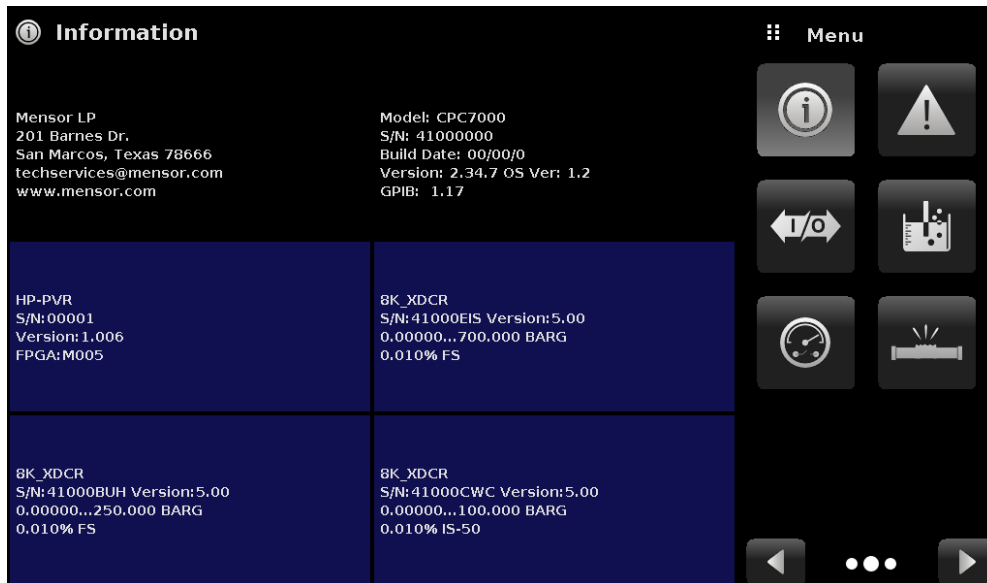 Information
Menu
Mensor LP
201 Barnes Dr.
San Marcos, Texas 78666
techservices@mensor.com
www.mensor.com
Model: CPC7000
S/N: 41000000
Build Date: 00/00/0
Version: 2.34.7 OS Ver: 1.2
GPIB: 1.17
I/O
HP-PVR
S/N:00001
Version:1.006
FPGA:M005
8K_XDCR
S/N:41000EIS Version:5.00
0.00000...700.000 BARG
0.010% FS
8K_XDCR
S/N:41000BUH Version:5.00
0.00000...250.000 BARG
0.010% FS
8K_XDCR
S/N:41000CWC Version:5.00
0.00000...100.000 BARG
0.010% IS-50